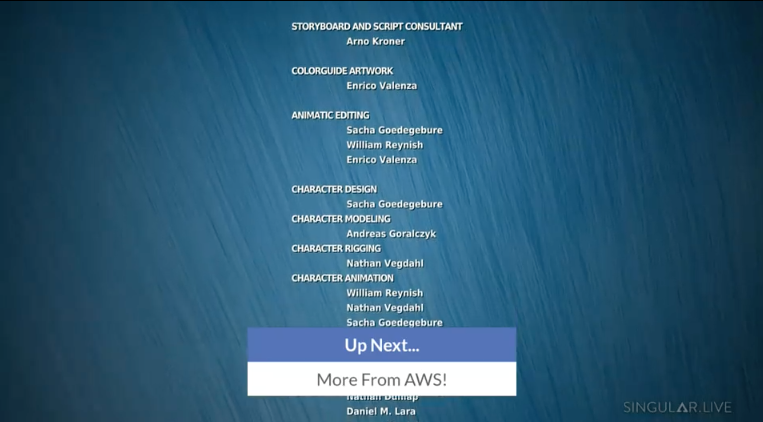 STORYBOARD AND SCRIPT CONSULTANT
Arno Kroner
COLORGUIDE ARTWORK
Enrico Valenza
ANIMATIC EDITING
Sacha Goedegebure
William Reynish
Enrico Valenza
CHARACTER DESIGN
Sacha Goedegebure
CHARACTER MODELING
Andreas Goralczyk
CHARACTER RIGGING
Nathan Vegdahl
CHARACTER ANIMATION
William Reynish
Nathan Vegdahl
Sacha Goedegebure
Up Next...
More From AWS!
Nathan Dunlap
Daniel M. Lara
SINGULAR.LIVE